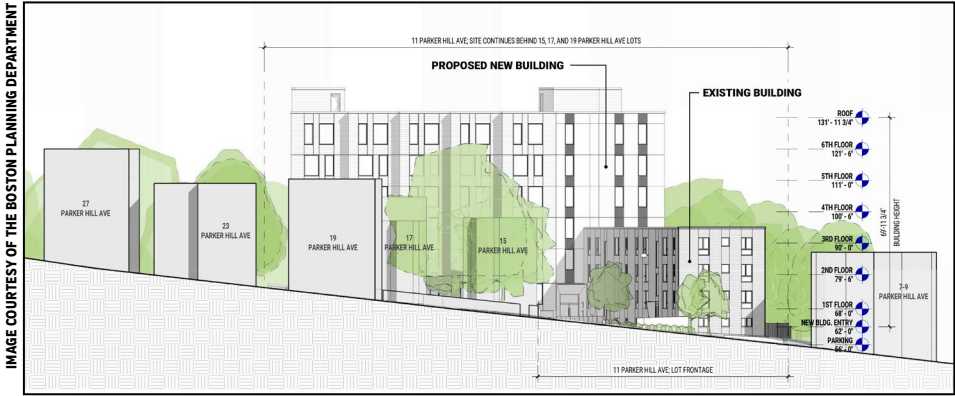 IMAGE COURTESY OF THE BOSTON PLANNING DEPARTMENT
11 PARKER HILL AVE; SITE CONTINUES BEHIND 15, 17, AND 19 PARKER HILL AVE LOTS
PROPOSED NEW BUILDING
EXISTING BUILDING
ROOF
131' - 11 3/4"
6TH FLOOR
121' - 6"
5TH FLOOR
111' - 0"
4TH FLOOR
100' - 6"
3RD FLOOR
90' - 0"
2ND FLOOR
79' - 6"
1ST FLOOR
68' - 0"
NEW BLDG. ENTRY
62' - 0"
PARKING
56' - 0"
69'-11 3/4"
BUILDING HEIGHT
27
PARKER HILL AVE
23
PARKER HILL AVE
19
PARKER HILL AVE
17
PARKER HILL AVE
15
PARKER HILL AVE
7-9
PARKER HILL AVE
11 PARKER HILL AVE; LOT FRONTAGE